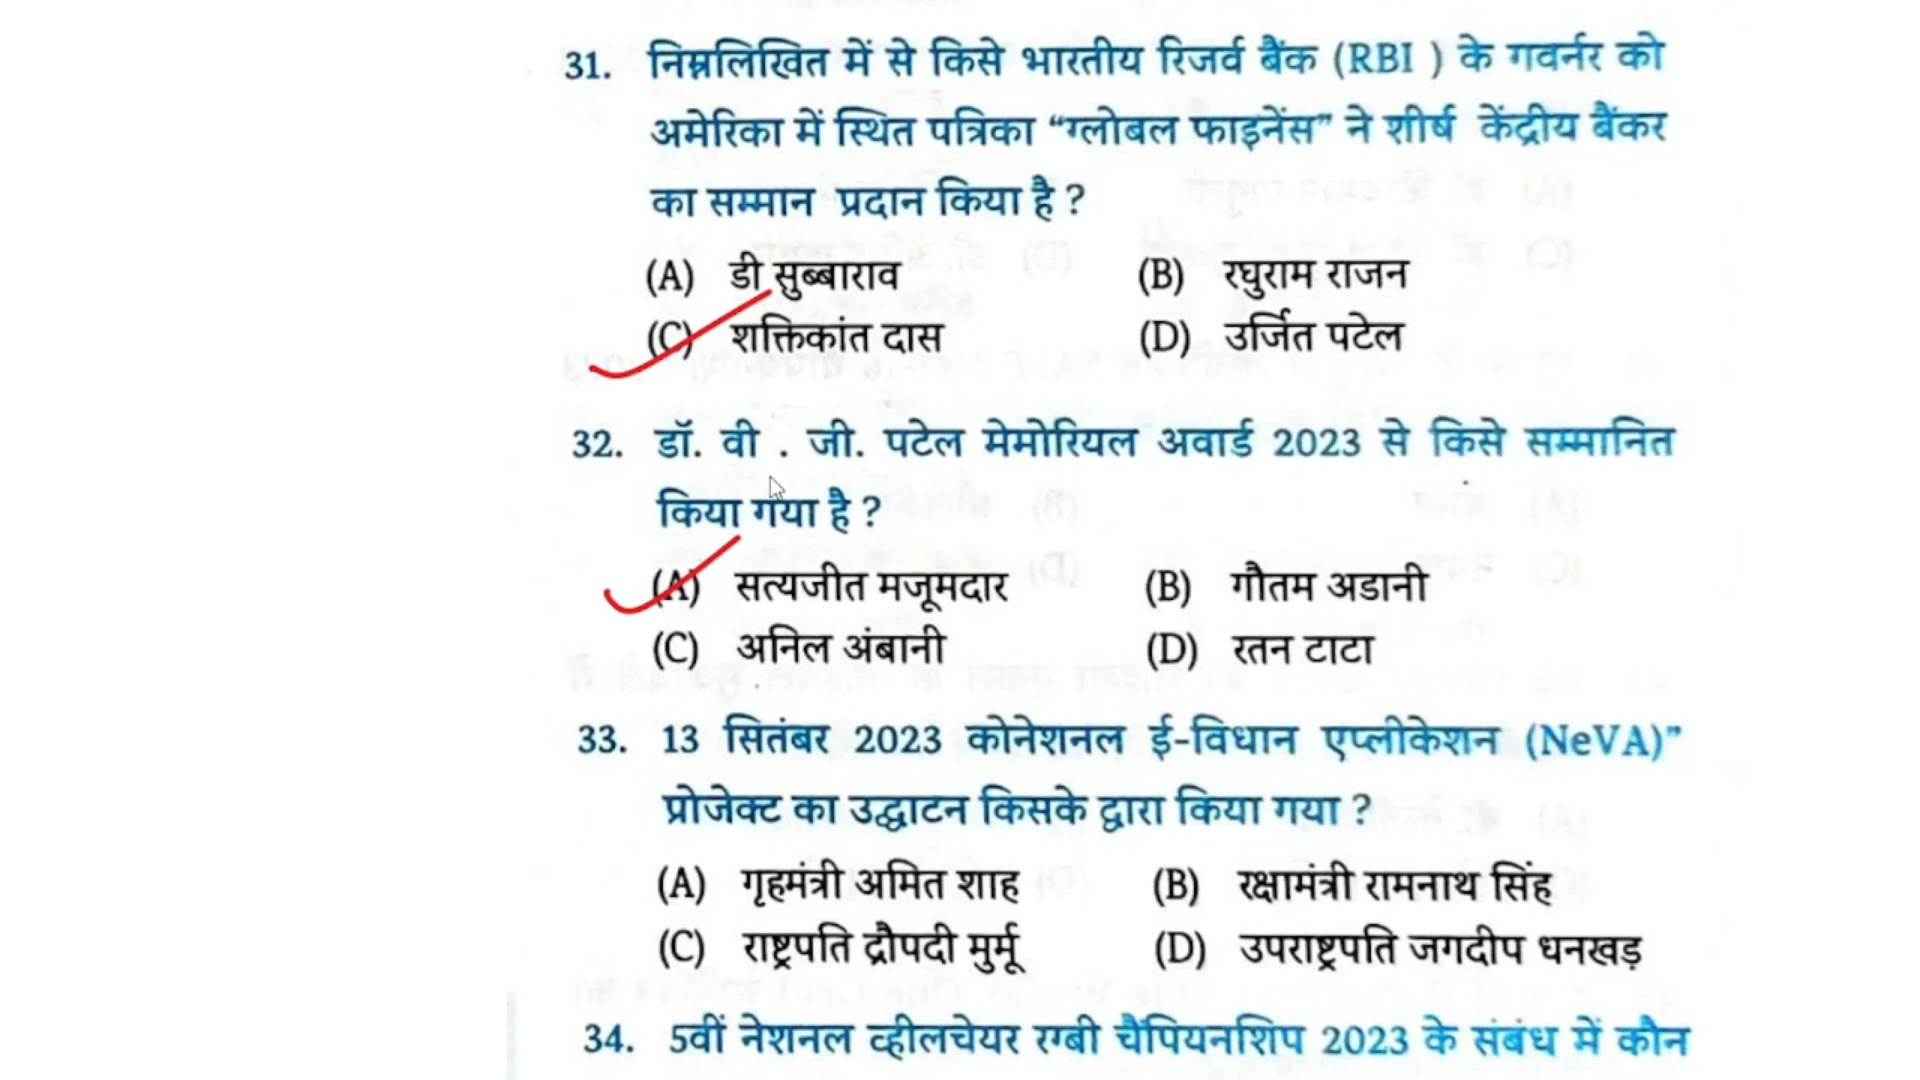 31. निम्नलिखित में से किसे भारतीय रिजर्व बैंक (RBI ) के गवर्नर को
अमेरिका में स्थित पत्रिका “ग्लोबल फाइनेंस” ने शीर्ष केंद्रीय बैंकर
का सम्मान प्रदान किया है ?
(A) डी सुब्बाराव (B) रघुराम राजन
(C) शक्तिकांत दास (D) उर्जित पटेल
32. डॉ. वी . जी. पटेल मेमोरियल अवार्ड 2023 से किसे सम्मानित
किया गया है ?
(A) सत्यजीत मजूमदार (B) गौतम अडानी
(C) अनिल अंबानी (D) रतन टाटा
33. 13 सितंबर 2023 कोनेशनल ई-विधान एप्लीकेशन (NeVA)”
प्रोजेक्ट का उद्घाटन किसके द्वारा किया गया ?
(A) गृहमंत्री अमित शाह (B) रक्षामंत्री रामनाथ सिंह
(C) राष्ट्रपति द्रौपदी मुर्मू (D) उपराष्ट्रपति जगदीप धनखड़
34. 5वीं नेशनल व्हीलचेयर रग्बी चैंपियनशिप 2023 के संबंध में कौन